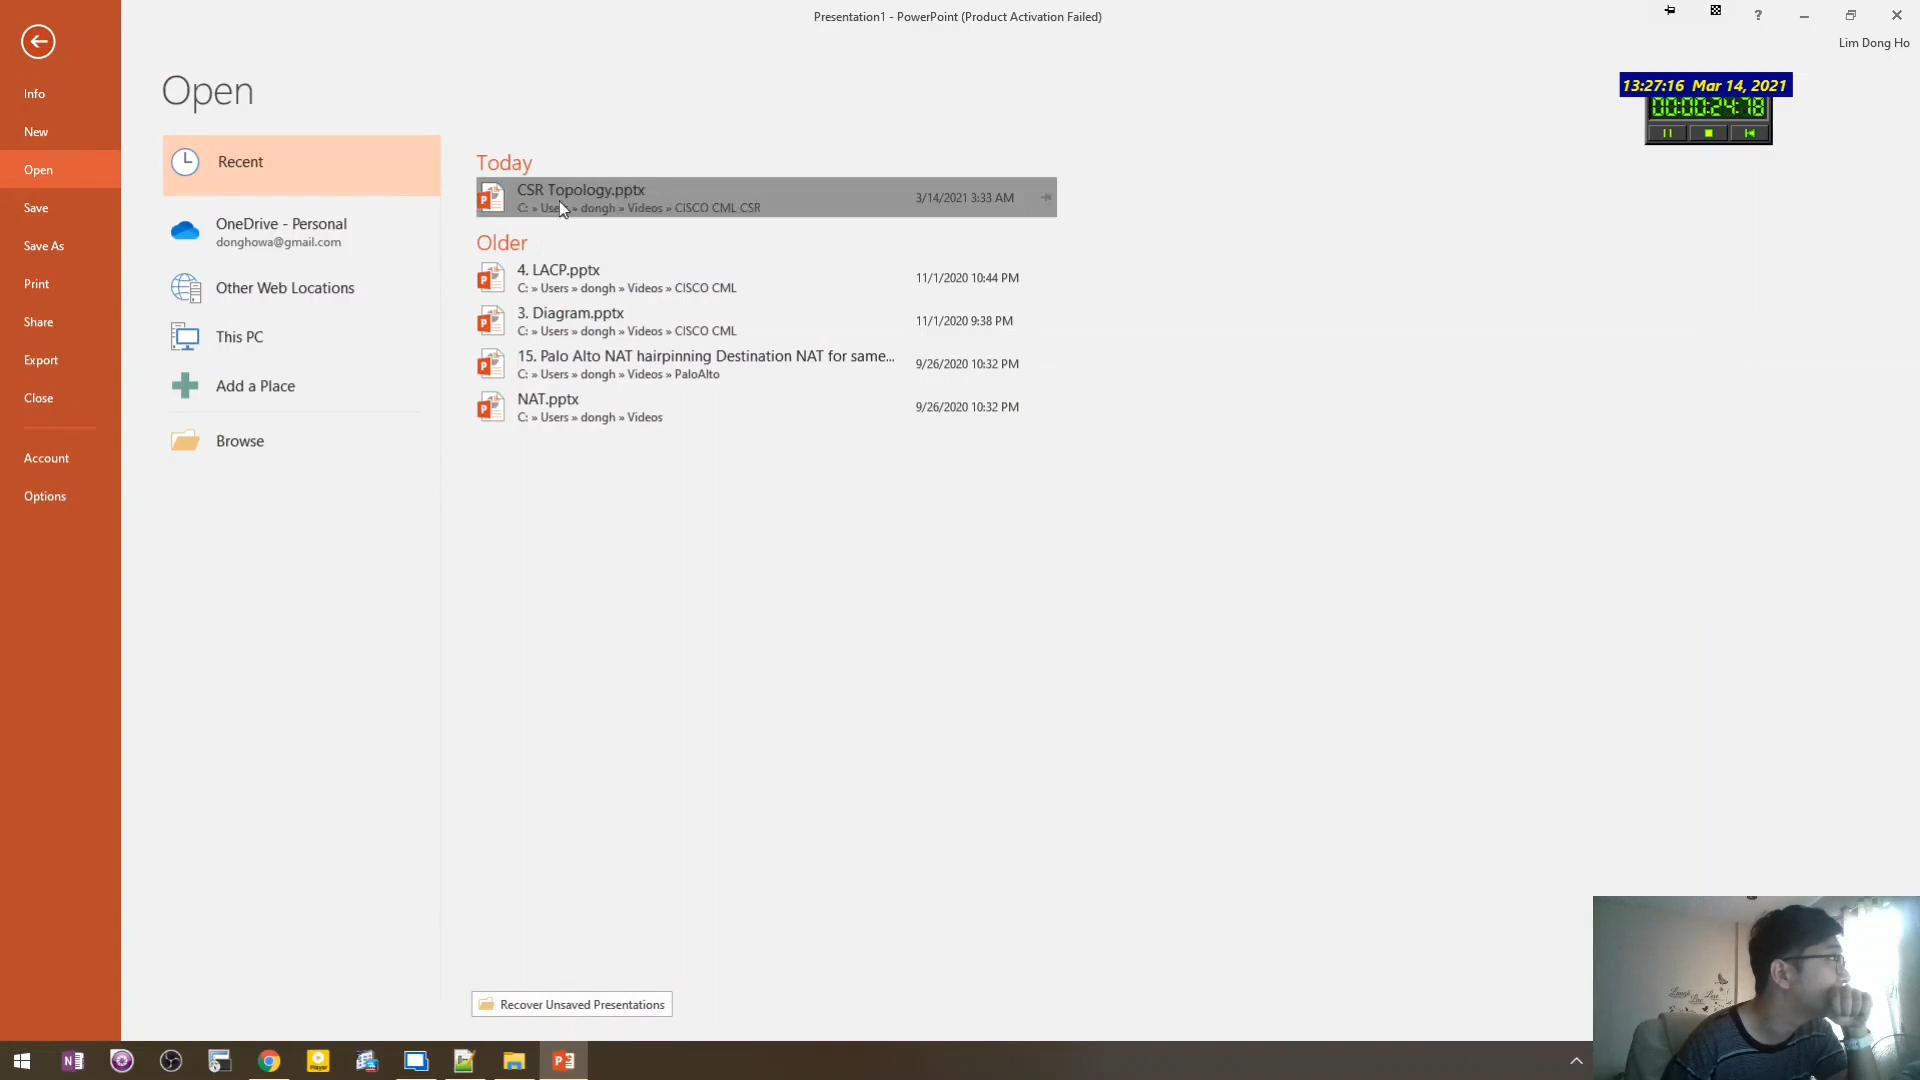 Presentation1 - PowerPoint (Product Activation Failed)
?
Lim Dong Ho
13:27:16 Mar 14, 2021
00:00:24:78
Info
New
Open
Save
Save As
Print
Share
Export
Close
Account
Options
Open
Recent
OneDrive - Personal
donghowa@gmail.com
Other Web Locations
This PC
Add a Place
Browse
Today
CSR Topology.pptx
C: » Users » dongh » Videos » CISCO CML CSR
3/14/2021 3:33 AM
Older
4. LACP.pptx
C: » Users » dongh » Videos » CISCO CML
11/1/2020 10:44 PM
3. Diagram.pptx
C: » Users » dongh » Videos » CISCO CML
11/1/2020 9:38 PM
15. Palo Alto NAT hairpinning Destination NAT for same...
C: » Users » dongh » Videos » PaloAlto
9/26/2020 10:32 PM
NAT.pptx
C: » Users » dongh » Videos
9/26/2020 10:32 PM
Recover Unsaved Presentations
Laugh Live Love